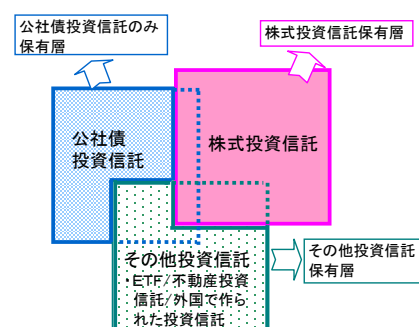 公社債投資信託のみ
保有層
株式投資信託保有層
公社債
投資信託
株式投資信託
その他投資信託
・ETF/不動産投資
信託/外国で作ら
れた投資信託
その他投資信託
保有層